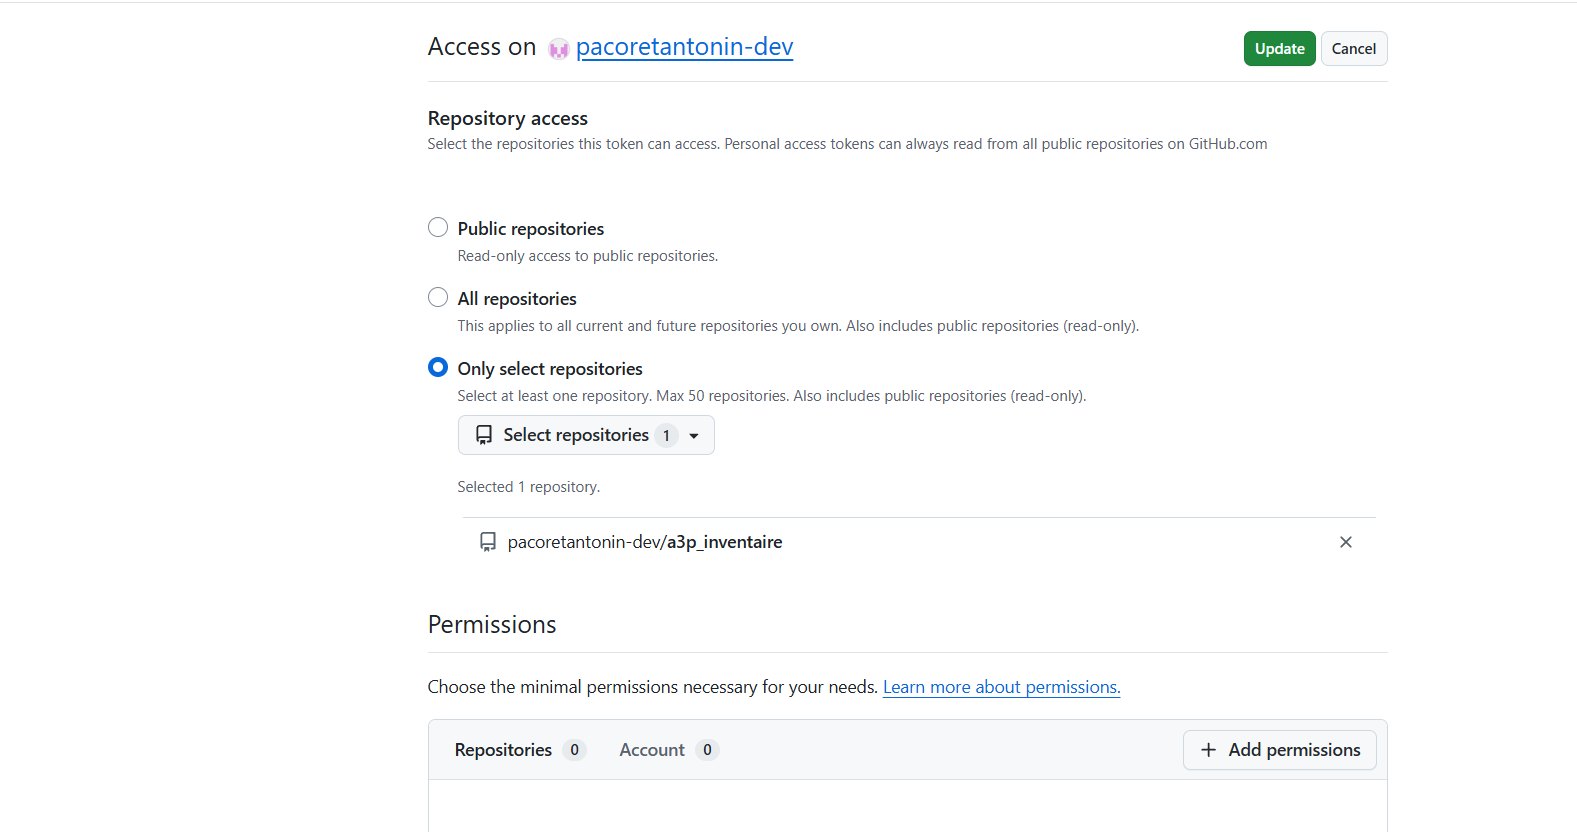 Access on pacoretantonin-dev
Update
Cancel
Repository access
Select the repositories this token can access. Personal access tokens can always read from all public repositories on GitHub.com
Public repositories
Read-only access to public repositories.
All repositories
This applies to all current and future repositories you own. Also includes public repositories (read-only).
Only select repositories
Select at least one repository. Max 50 repositories. Also includes public repositories (read-only).
Select repositories 1
Selected 1 repository.
pacoretantonin-dev/a3p_inventaire
Permissions
Choose the minimal permissions necessary for your needs. Learn more about permissions.
Repositories 0
Account 0
Add permissions